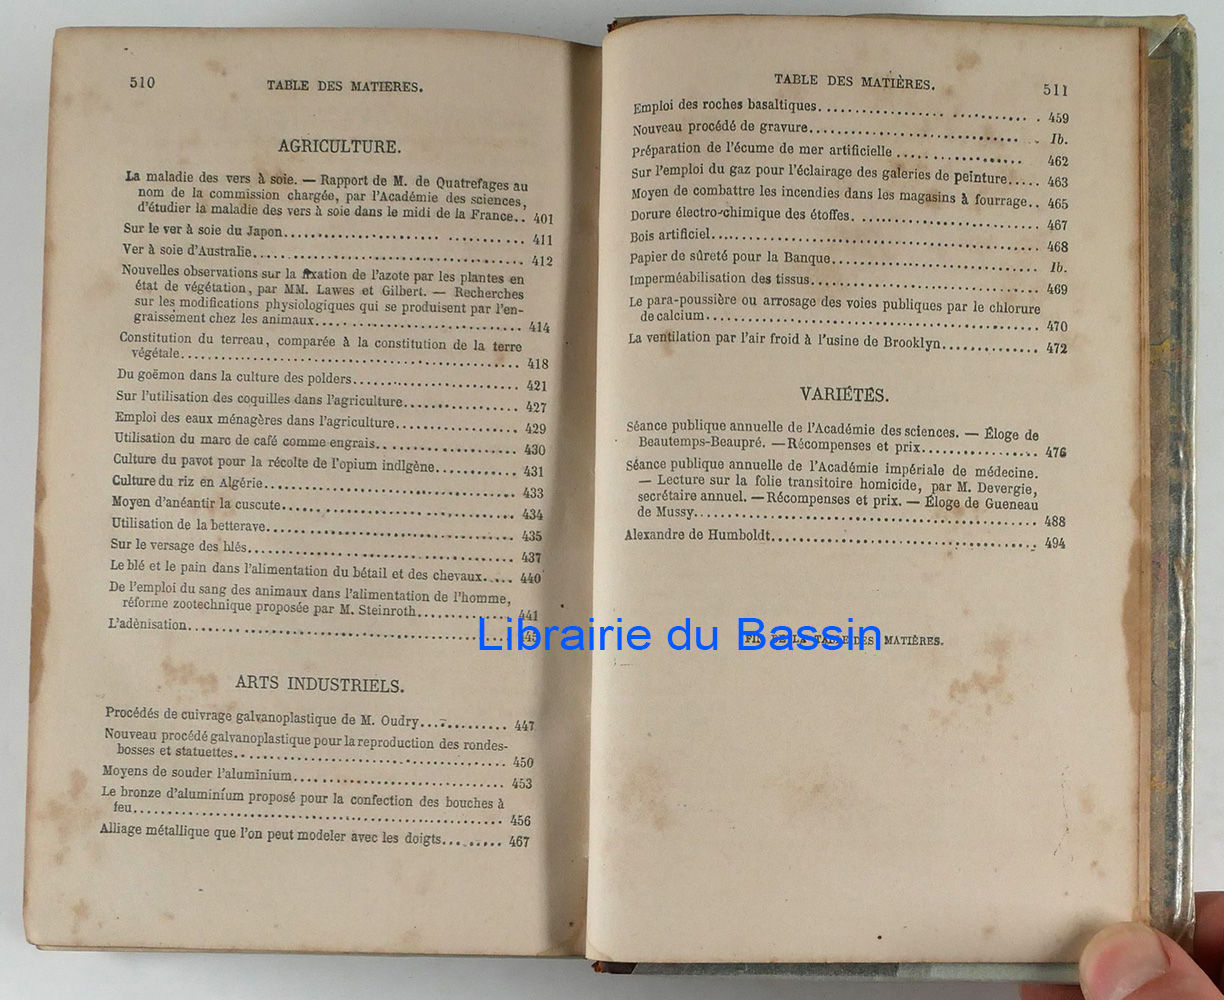 510 TABLE DES MATIERES.
AGRICULTURE.
La maladie des vers à soie. — Rapport de M. de Quatrefages au
nom de la commission chargée, par l'Académie des sciences,
d'étudier la maladie des vers à soie dans le midi de la France.. 401
Sur le ver à soie du Japon.................... 411
Ver à soie d'Australie.................... 412
Nouvelles observations sur la fixation de l'azote par les plantes en
état de végétation, par MM. Lawes et Gilbert. — Recherches
sur les modifications physiologiques qui se produisent par l'en-
graissement chez les animaux.................... 414
Constitution du terreau, comparée à la constitution de la terre
végétale.................... 418
Du goëmon dans la culture des polders.................... 421
Sur l'utilisation des coquilles dans l'agriculture.................... 427
Emploi des eaux ménagères dans l'agriculture.................... 429
Utilisation du marc de café comme engrais.................... 430
Culture du pavot pour la récolte de l'opium indigène.................... 431
Culture du riz en Algérie.................... 433
Moyen d'anéantir la cuscute.................... 434
Utilisation de la betterave.................... 435
Sur le versage des blés.................... 437
Le blé et le pain dans l'alimentation du bétail et des chevaux..... 440
De l'emploi du sang des animaux dans l'alimentation de l'homme,
réforme zootechnique proposée par M. Steinroth.................... 441
L'adènisation....................
ARTS INDUSTRIELS.
Procédés de cuivrage galvanoplastique de M. Oudry............ 447
Nouveau procédé galvanoplastique pour la reproduction des rondes-
bosses et statuettes.................... 450
Moyens de souder l'aluminium.................... 453
Le bronze d'aluminium proposé pour la confection des bouches à
feu.................... 456
Alliage métallique que l'on peut modeler avec les doigts......... 467
TABLE DES MATIÈRES. 511
Emploi des roches basaltiques.................... 459
Nouveau procédé de gravure.................... Ib.
Préparation de l'écume de mer artificielle.................... 462
Sur l'emploi du gaz pour l'éclairage des galeries de peinture..... 463
Moyen de combattre les incendies dans les magasins à fourrage.. 465
Dorure électro-chimique des étoffes.................... 467
Bois artificiel.................... 468
Papier de sûreté pour la Banque.................... Ib.
Imperméabilisation des tissus.................... 469
Le para-poussière ou arrosage des voies publiques par le chlorure
de calcium.................... 470
La ventilation par l'air froid à l'usine de Brooklyn.............. 472
VARIÉTÉS.
Séance publique annuelle de l'Académie des sciences. — Éloge de
Beautemps-Beaupré. — Récompenses et prix................ 476
Séance publique annuelle de l'Académie impériale de médecine.
— Lecture sur la folie transitoire homicide, par M. Devergie,
secrétaire annuel. — Récompenses et prix. — Éloge de Gueneau
de Mussy.................... 488
Alexandre de Humboldt.................... 494
FIN DE LA TABLE DES MATIÈRES.
Librairie du Bassin